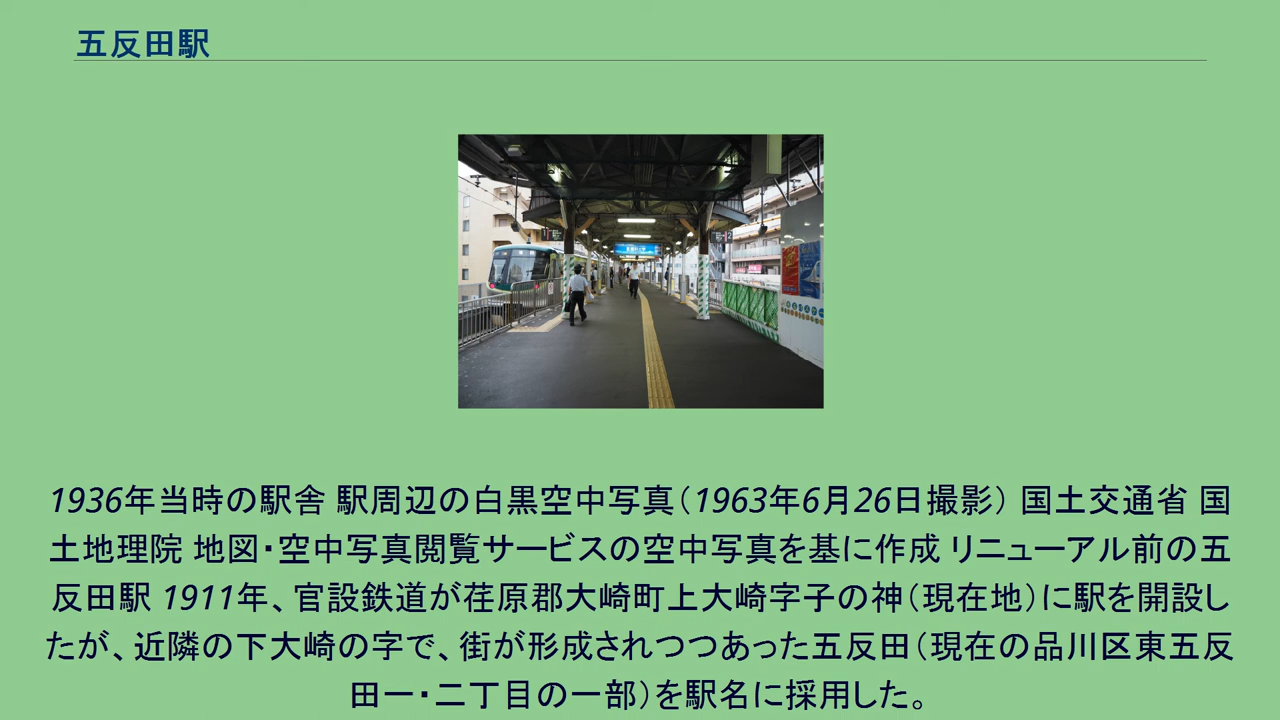 五反田駅
1936年当時の駅舎 駅周辺の白黒空中写真（1963年6月26日撮影） 国土交通省 国
土地理院 地図・空中写真閲覧サービスの空中写真を基に作成 リニューアル前の五
反田駅 1911年、官設鉄道が荏原郡大崎町上大崎字子の神（現在地）に駅を開設し
たが、近隣の下大崎の字で、街が形成されつつあった五反田（現在の品川区東五反
田一・二丁目の一部）を駅名に採用した。